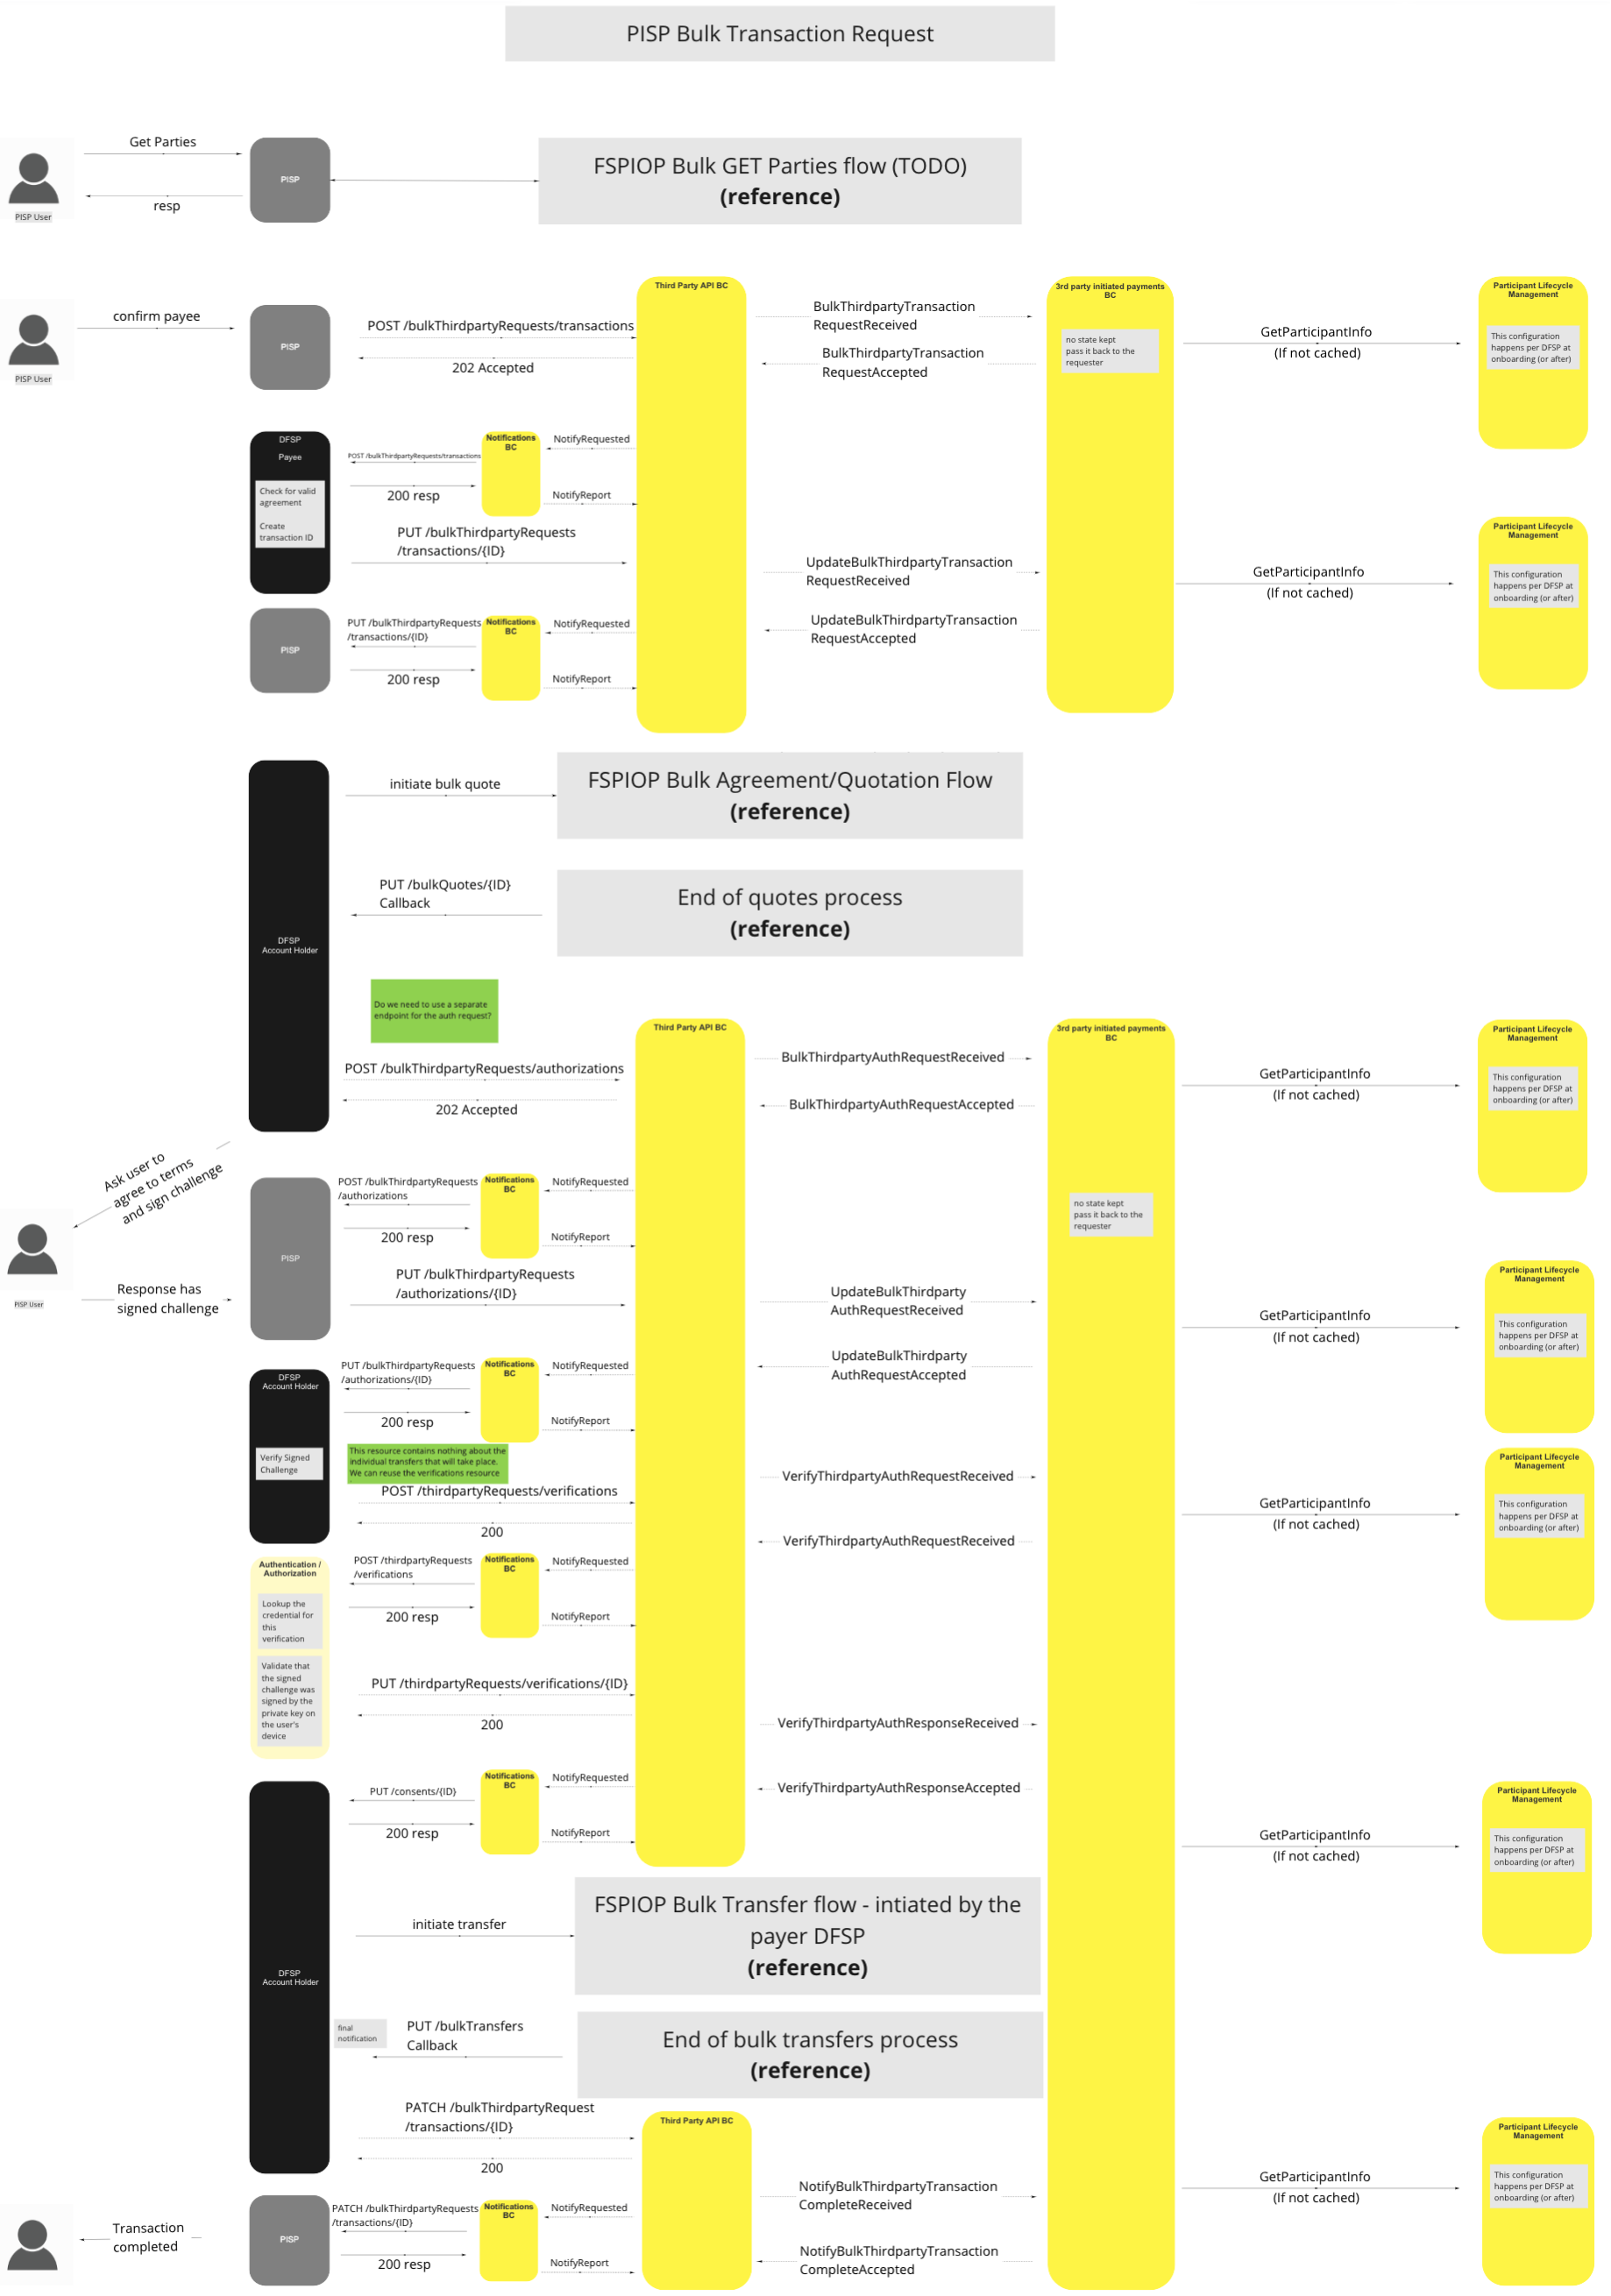 PISP Bulk Transaction Request
Get Parties
resp
PISP User
PISP
FSPIOP Bulk GET Parties flow (TODO)
(reference)
confirm payee
PISP User
PISP
POST /bulkThirdpartyRequests/transactions
202 Accepted
Third Party API BC
BulkThirdpartyTransaction
RequestReceived
BulkThirdpartyTransaction
RequestAccepted
3rd party initiated payments
BC
no state kept
pass it back to the
requester
GetParticipantInfo
(If not cached)
Participant Lifecycle
Management
This configuration
happens per DFSP at
onboarding (or after)
DFSP
Payee
Check for valid
agreement
Create
transaction ID
POST /bulkThirdpartyRequests/transactions
200 resp
Notifications
BC
NotifyRequested
NotifyReport
PUT /bulkThirdpartyRequests
/transactions/{ID}
UpdateBulkThirdpartyTransaction
RequestReceived
GetParticipantInfo
(If not cached)
Participant Lifecycle
Management
This configuration
happens per DFSP at
onboarding (or after)
PISP
PUT /bulkThirdpartyRequests
/transactions/{ID}
200 resp
Notifications
BC
NotifyRequested
NotifyReport
UpdateBulkThirdpartyTransaction
RequestAccepted
DFSP
Account Holder
initiate bulk quote
FSPIOP Bulk Agreement/Quotation Flow
(reference)
PUT /bulkQuotes/{ID}
Callback
End of quotes process
(reference)
Do we need to use a separate
endpoint for the auth request?
POST /bulkThirdpartyRequests/authorizations
202 Accepted
Third Party API BC
BulkThirdpartyAuthRequestReceived
BulkThirdpartyAuthRequestAccepted
3rd party initiated payments
BC
GetParticipantInfo
(If not cached)
Participant Lifecycle
Management
This configuration
happens per DFSP at
onboarding (or after)
Ask user to
agree to terms
and sign challenge
PISP User
Response has
signed challenge
PISP
POST /bulkThirdpartyRequests
/authorizations
200 resp
Notifications
BC
NotifyRequested
NotifyReport
no state kept
pass it back to the
requester
PUT /bulkThirdpartyRequests
/authorizations/{ID}
UpdateBulkThirdparty
AuthRequestReceived
GetParticipantInfo
(If not cached)
Participant Lifecycle
Management
This configuration
happens per DFSP at
onboarding (or after)
DFSP
Account Holder
Verify Signed
Challenge
PUT /bulkThirdpartyRequests
/authorizations/{ID}
200 resp
Notifications
BC
NotifyRequested
NotifyReport
UpdateBulkThirdparty
AuthRequestAccepted
This resource contains nothing about the
individual transfers that will take place.
We can reuse the verifications resource
POST /thirdpartyRequests/verifications
200
VerifyThirdpartyAuthRequestReceived
VerifyThirdpartyAuthRequestReceived
GetParticipantInfo
(If not cached)
Participant Lifecycle
Management
This configuration
happens per DFSP at
onboarding (or after)
Authentication /
Authorization
Lookup the
credential for
this
verification
Validate that
the signed
challenge was
signed by the
private key on
the user's
device
POST /thirdpartyRequests
/verifications
200 resp
Notifications
BC
NotifyRequested
NotifyReport
PUT /thirdpartyRequests/verifications/{ID}
200
VerifyThirdpartyAuthResponseReceived
DFSP
Account Holder
PUT /consents/{ID}
200 resp
Notifications
BC
NotifyRequested
NotifyReport
VerifyThirdpartyAuthResponseAccepted
GetParticipantInfo
(If not cached)
Participant Lifecycle
Management
This configuration
happens per DFSP at
onboarding (or after)
initiate transfer
FSPIOP Bulk Transfer flow - intiated by the
payer DFSP
(reference)
final
notification
PUT /bulkTransfers
Callback
End of bulk transfers process
(reference)
PATCH /bulkThirdpartyRequest
/transactions/{ID}
200
Third Party API BC
NotifyBulkThirdpartyTransaction
CompleteReceived
GetParticipantInfo
(If not cached)
Participant Lifecycle
Management
This configuration
happens per DFSP at
onboarding (or after)
Transaction
completed
PISP
PATCH /bulkThirdpartyRequests
/transactions/{ID}
200 resp
Notifications
BC
NotifyRequested
NotifyReport
NotifyBulkThirdpartyTransaction
CompleteAccepted